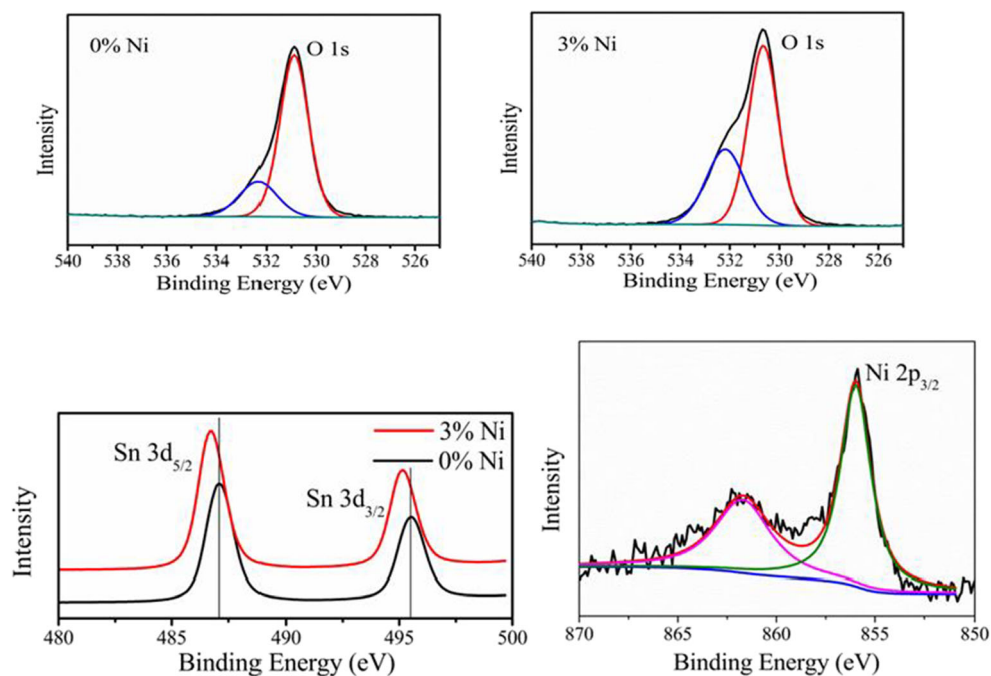 0% Ni
O 1s
Intensity
540 538 536 534 532 530 528 526
Binding Energy (eV)
3% Ni
O 1s
Intensity
540 538 536 534 532 530 528 526
Binding Energy (eV)
Sn 3d5/2
Sn 3d3/2
3% Ni
0% Ni
Intensity
480 485 490 495 500
Binding Energy (eV)
Ni 2p3/2
Intensity
870 865 860 855 850
Binding Energy (eV)